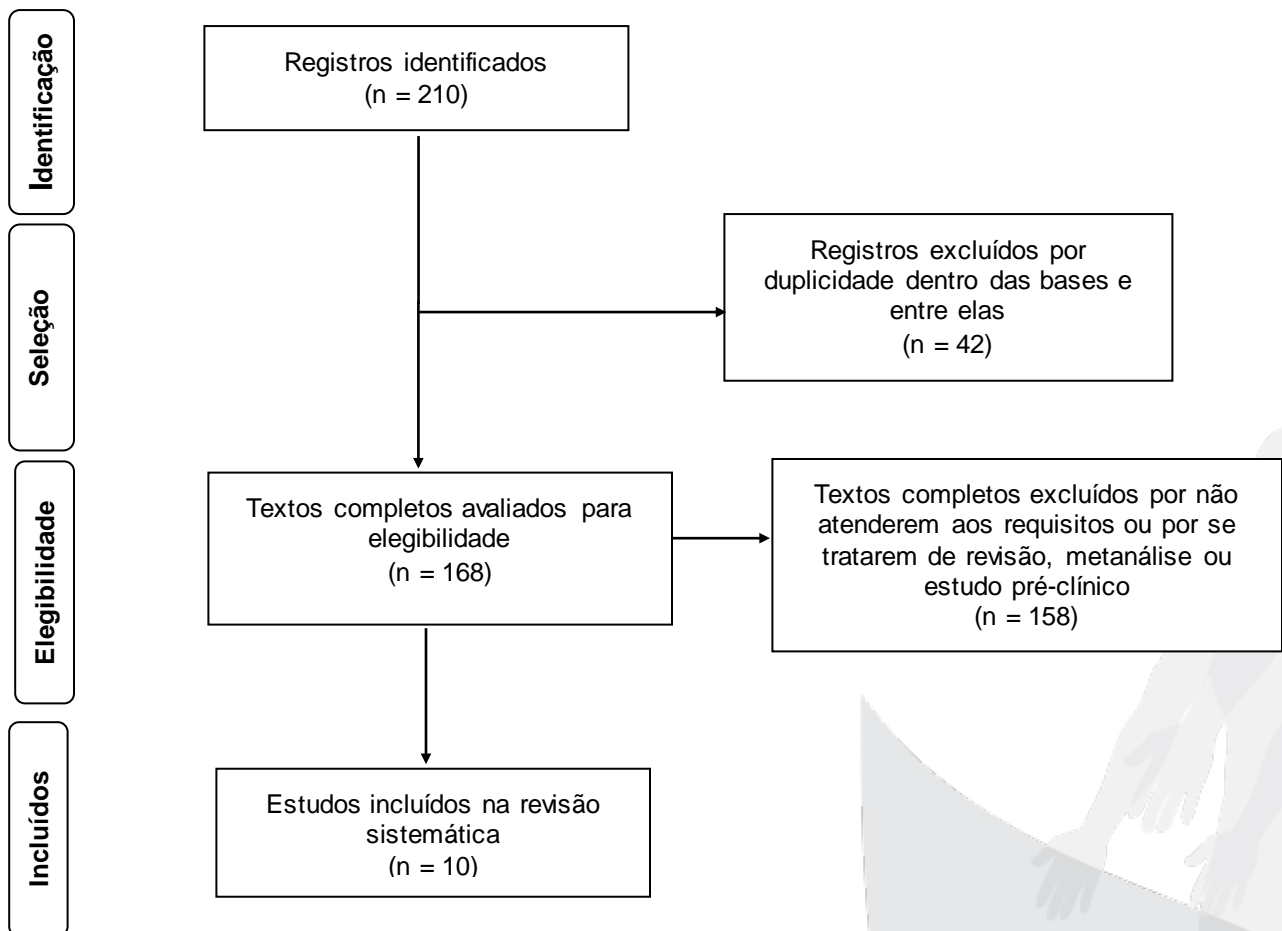 Identificação
Registros identificados
(n = 210)
Seleção
Registros excluídos por
duplicidade dentro das bases e
entre elas
(n = 42)
Elegibilidade
Textos completos avaliados para
elegibilidade
(n = 168)
Textos completos excluídos por não
atenderem aos requisitos ou por se
tratarem de revisão, metanálise ou
estudo pré-clínico
(n = 158)
Incluídos
Estudos incluídos na revisão
sistemática
(n = 10)